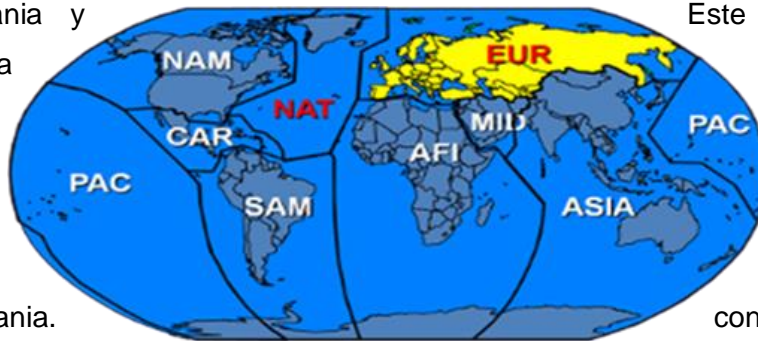 ania y Este
a
NAM EUR
NAT
CAR MID PAC
AFI
PAC
SAM ASIA
ania. con